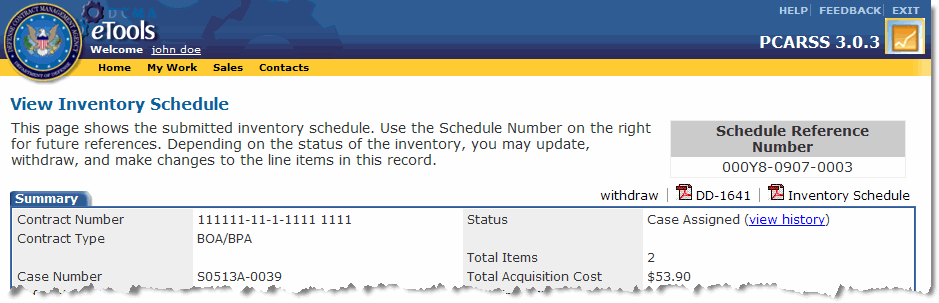 HELP | FEEDBACK EXIT
DCMA
eTools
Welcome john doe
PCARSS 3.0.3
Home My Work Sales Contacts
View Inventory Schedule
This page shows the submitted inventory schedule. Use the Schedule Number on the right
for future references. Depending on the status of the inventory, you may update,
withdraw, and make changes to the line items in this record.
Schedule Reference
Number
000Y8-0907-0003
Summary
withdraw | DD-1641 | Inventory Schedule
Contract Number 111111-11-1-1111 1111 Status Case Assigned (view history)
Contract Type BOA/BPA
Total Items 2
Case Number S0513A-0039 Total Acquisition Cost $53.90